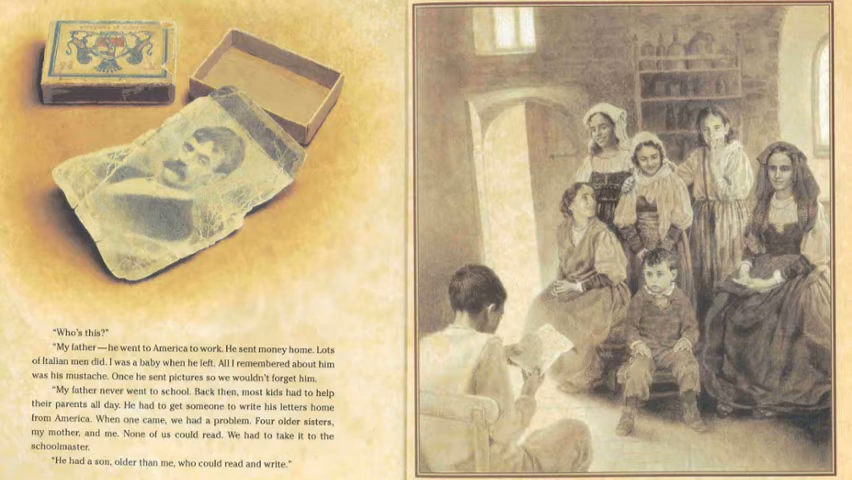 "Who's this?"
"My father—he went to America to work. He sent money home. Lots
of Italian men did. I was a baby when he left. All I remembered about him
was his mustache. Once he sent pictures so we wouldn't forget him.
"My father never went to school. Back then, most kids had to help
their parents all day. He had to get someone to write his letters home
from America. When one came, we had a problem. Four older sisters,
my mother, and me. None of us could read. We had to take it to the
schoolmaster.
"He had a son, older than me, who could read and write."